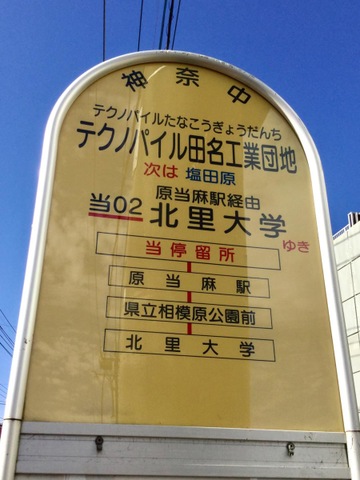 神奈中
テクノパイルたなこうぎょうだんち
テクノパイル田名工業団地
次は 塩田原
原当麻駅経由
当02 北里大学 ゆき
当停留所
原当麻駅
県立相模原公園前
北里大学